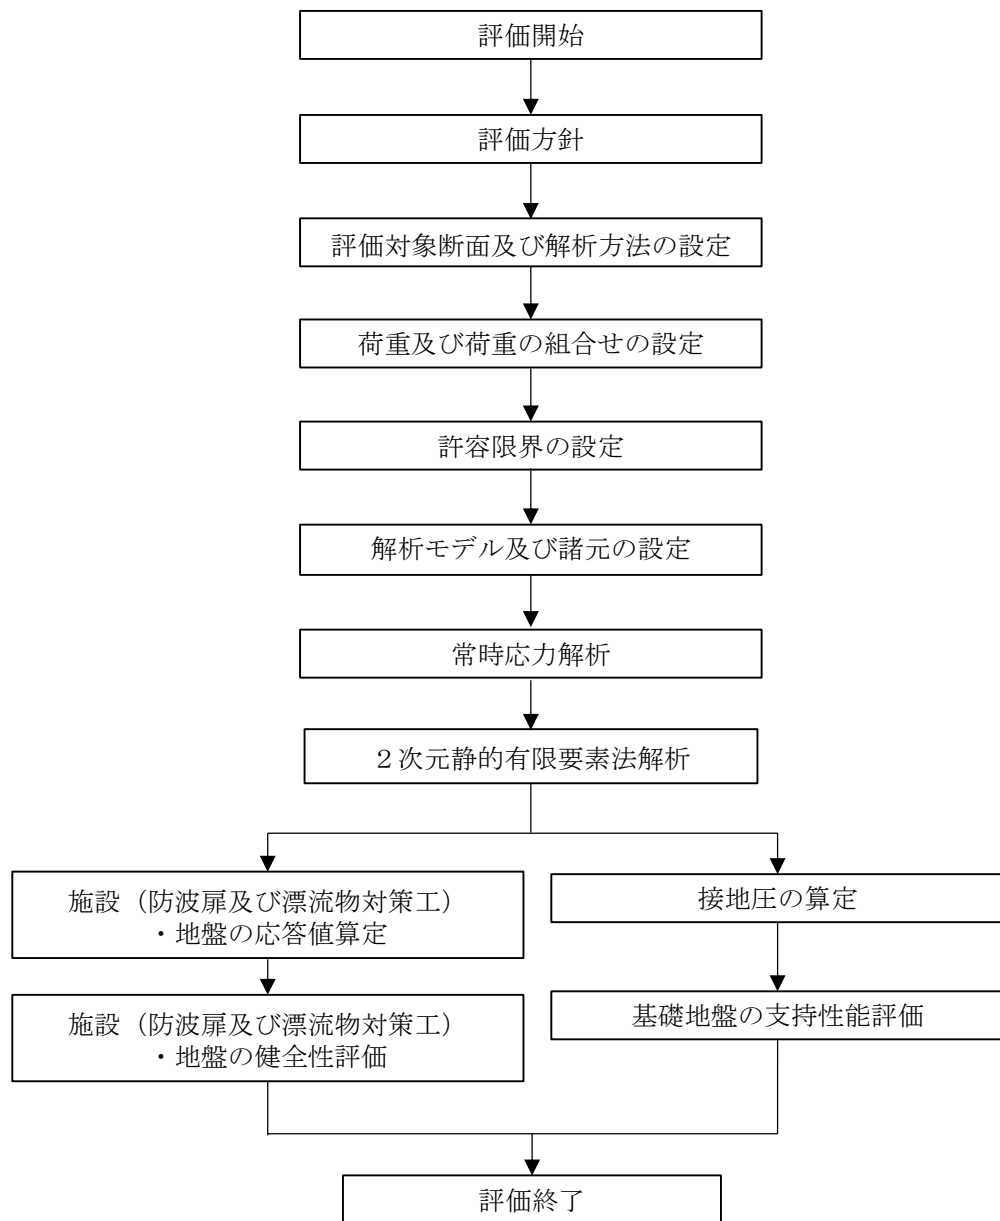 評価開始
評価方針
評価対象断面及び解析方法の設定
荷重及び荷重の組合せの設定
許容限界の設定
解析モデル及び諸元の設定
常時応力解析
２次元静的有限要素法解析
施設（防波扉及び漂流物対策工）
・地盤の応答値算定
接地圧の算定
施設（防波扉及び漂流物対策工）
・地盤の健全性評価
基礎地盤の支持性能評価
評価終了